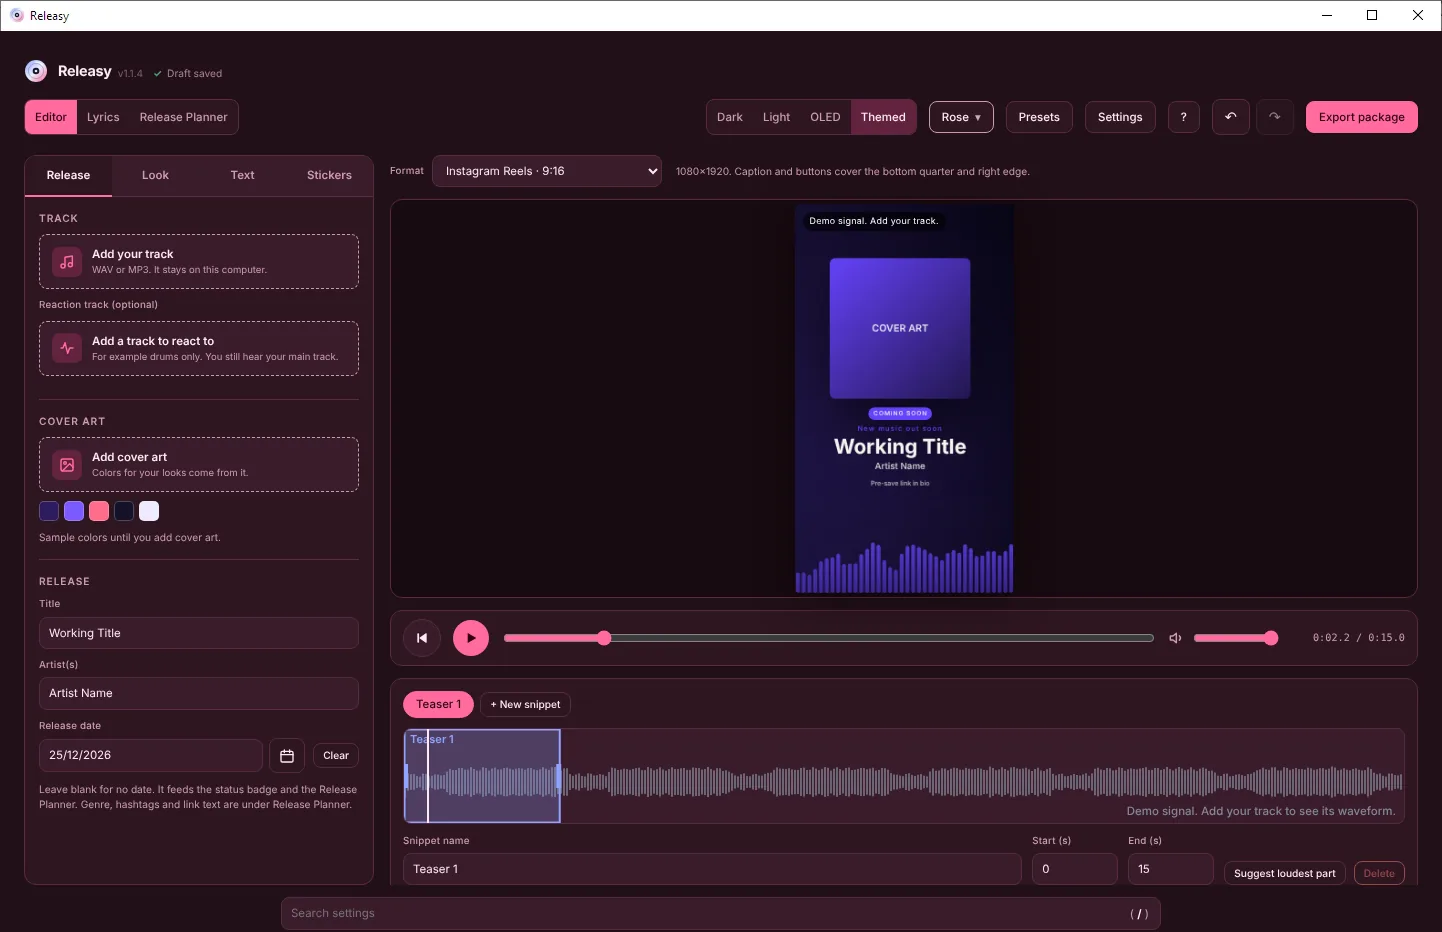 Releasy
Releasy v1.1.4 ✓ Draft saved
Editor Lyrics Release Planner
Dark Light OLED Themed Rose ▾ Presets Settings ? ↶ ↷ Export package
Release Look Text Stickers
TRACK
Add your track
WAV or MP3. It stays on this computer.
Reaction track (optional)
Add a track to react to
For example drums only. You still hear your main track.
COVER ART
Add cover art
Colors for your looks come from it.
Sample colors until you add cover art.
RELEASE
Title
Working Title
Artist(s)
Artist Name
Release date
25/12/2026 Clear
Leave blank for no date. It feeds the status badge and the Release
Planner. Genre, hashtags and link text are under Release Planner.
Format Instagram Reels · 9:16 1080×1920. Caption and buttons cover the bottom quarter and right edge.
Demo signal. Add your track.
COVER ART
COMING SOON
New music out soon
Working Title
Artist Name
Pre-save link in bio
0:02.2 / 0:15.0
Teaser 1 + New snippet
Teaser 1
Demo signal. Add your track to see its waveform.
Snippet name Start (s) End (s)
Teaser 1 0 15 Suggest loudest part Delete
Search settings ( / )